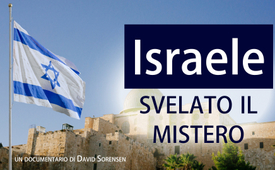 Israele
SVELATO IL
MISTERO
UN DOCUMENTARIO DI DAVID SORENSEN